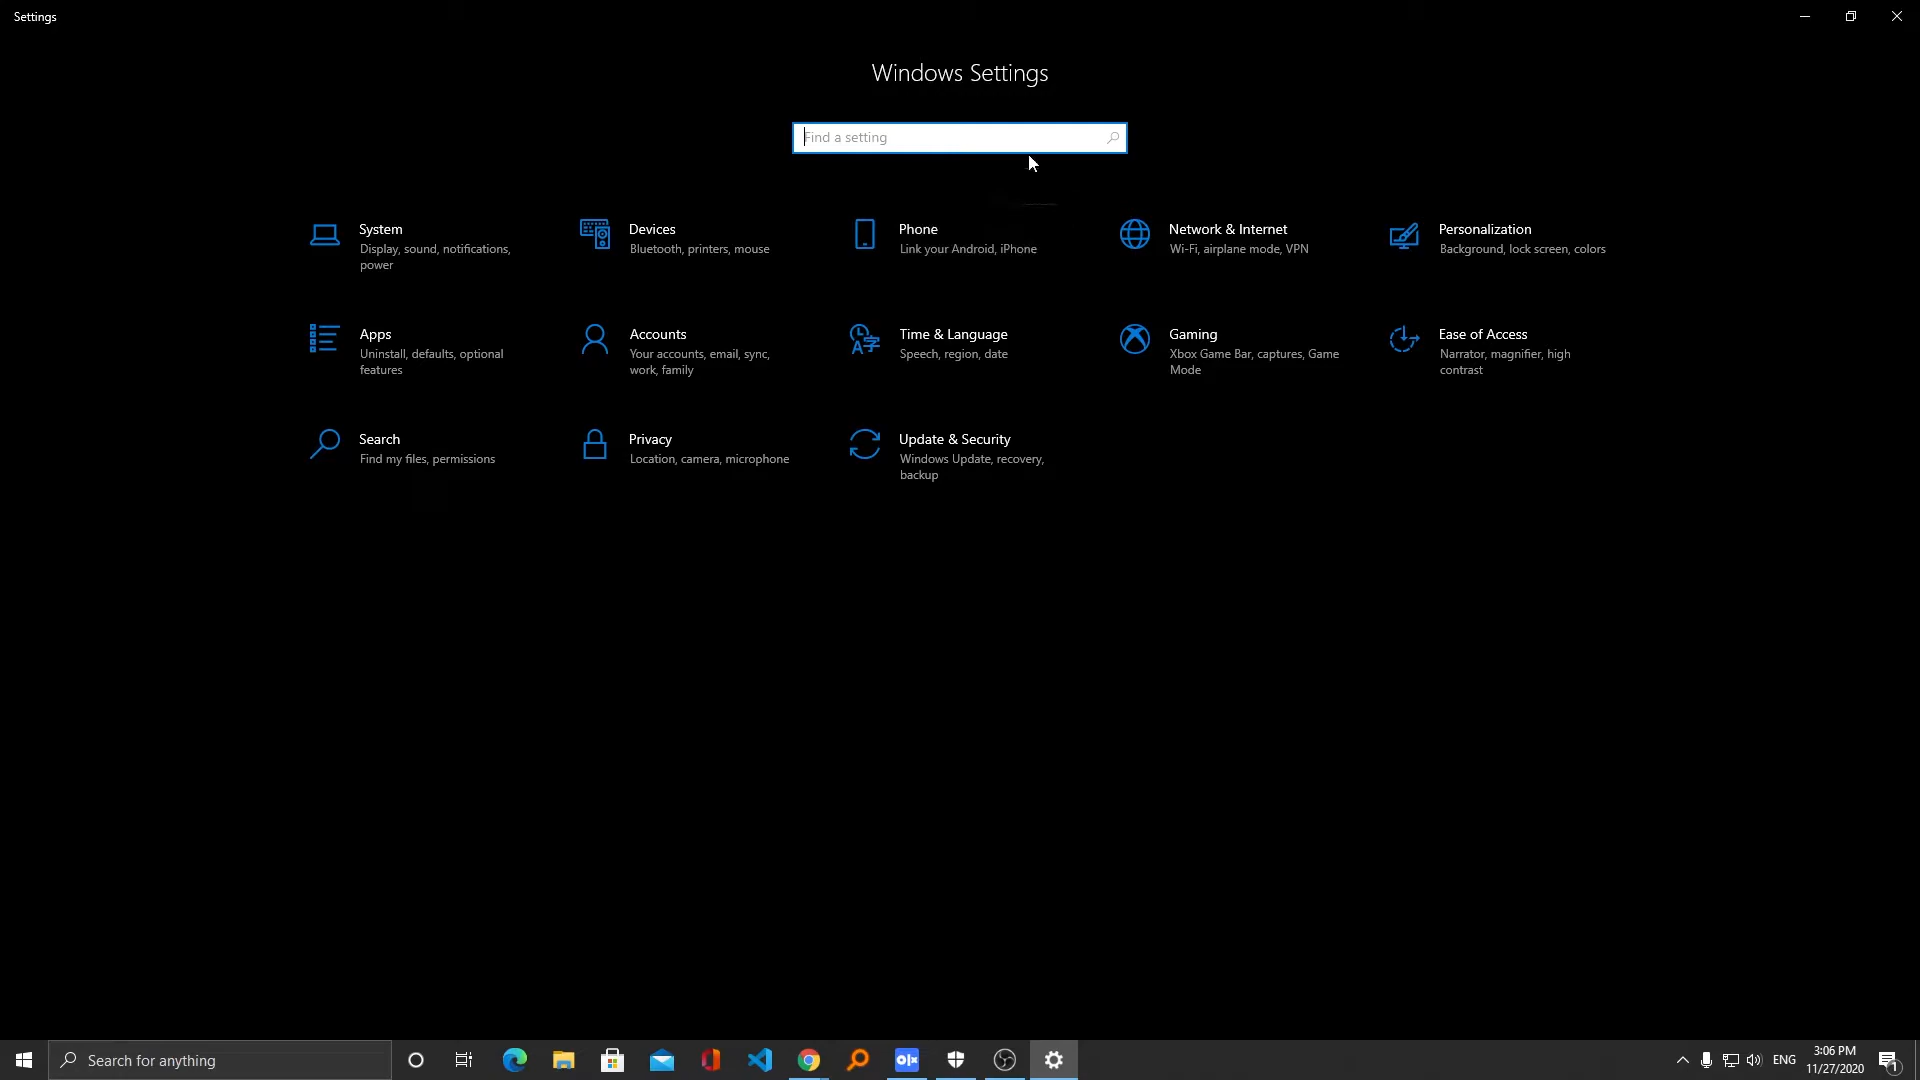 Settings
Windows Settings
Find a setting
System
Display, sound, notifications,
power
Devices
Bluetooth, printers, mouse
Phone
Link your Android, iPhone
Network & Internet
Wi-Fi, airplane mode, VPN
Personalization
Background, lock screen, colors
Apps
Uninstall, defaults, optional
features
Accounts
Your accounts, email, sync,
work, family
Time & Language
Speech, region, date
Gaming
Xbox Game Bar, captures, Game
Mode
Ease of Access
Narrator, magnifier, high
contrast
Search
Find my files, permissions
Privacy
Location, camera, microphone
Update & Security
Windows Update, recovery,
backup
Search for anything
olx
ENG
3:06 PM
11/27/2020
1